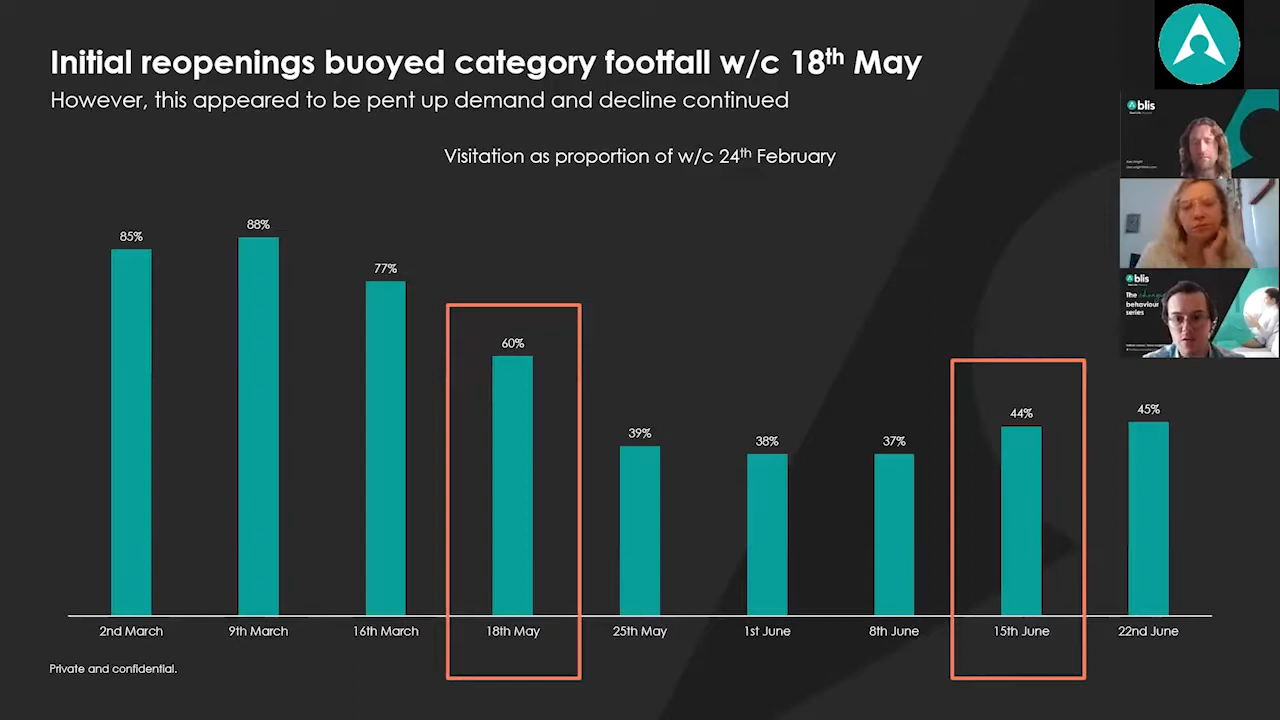 Initial reopenings buoyed category footfall w/c 18th May
However, this appeared to be pent up demand and decline continued
Visitation as proportion of w/c 24th February
85%
88%
77%
60%
39%
38%
37%
44%
45%
2nd March
9th March
16th March
18th May
25th May
1st June
8th June
15th June
22nd June
Private and confidential.
blis
blis
The
behaviour
series